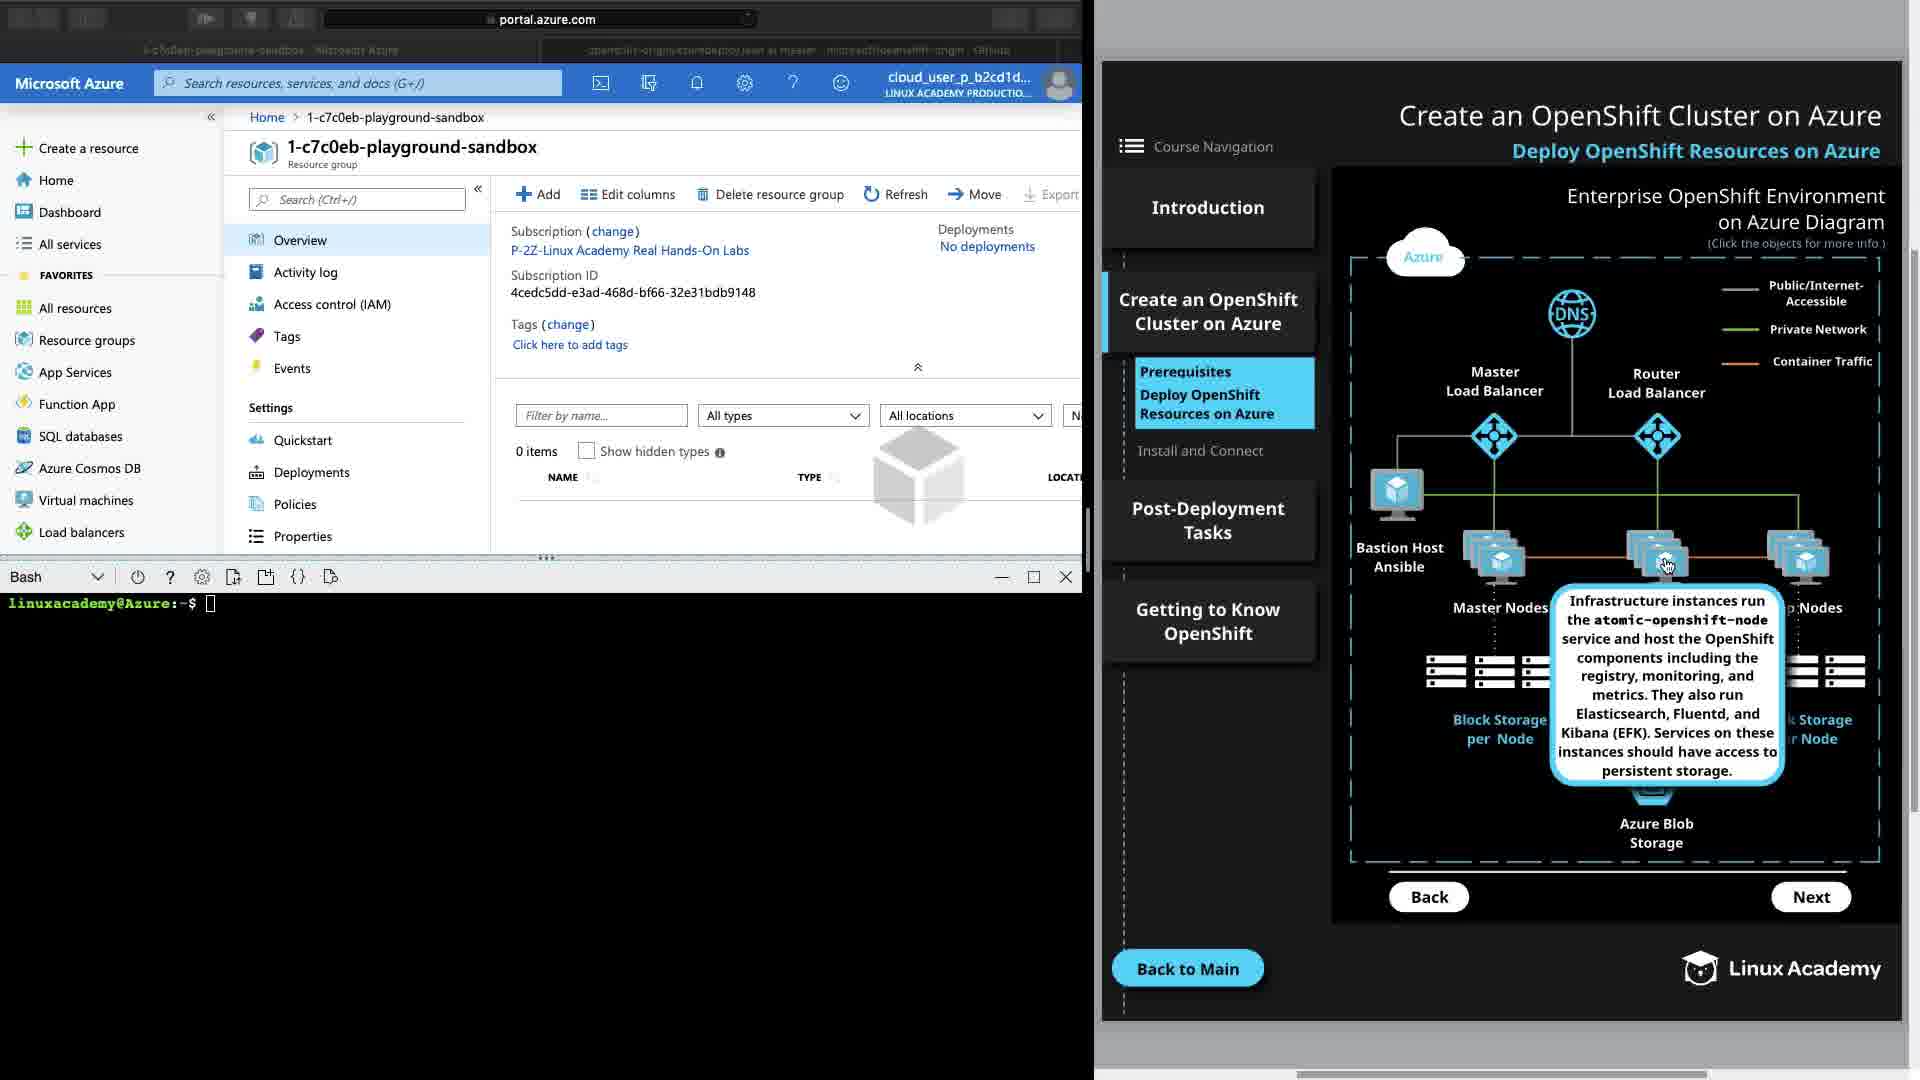 portal.azure.com
1-c7c0eb-playground-sandbox - Microsoft Azure
openshift-origin/azuredeploy.json at master · microsoft/openshift-origin · GitHub
Microsoft Azure
Search resources, services, and docs (G+/)
cloud_user_p_b2cd1d...
LINUX ACADEMY PRODUCTIO...
Create a resource
Home
Dashboard
All services
FAVORITES
All resources
Resource groups
App Services
Function App
SQL databases
Azure Cosmos DB
Virtual machines
Load balancers
Home > 1-c7c0eb-playground-sandbox
1-c7c0eb-playground-sandbox
Resource group
Search (Ctrl+/)
Overview
Activity log
Access control (IAM)
Tags
Events
Settings
Quickstart
Deployments
Policies
Properties
Add
Edit columns
Delete resource group
Refresh
Move
Export
Subscription (change)
P-2Z-Linux Academy Real Hands-On Labs
Subscription ID
4cedc5dd-e3ad-468d-bf66-32e31bdb9148
Tags (change)
Click here to add tags
Deployments
No deployments
Filter by name...
All types
All locations
0 items
Show hidden types
NAME
TYPE
LOCATI
Bash
linuxacademy@Azure:~$
Create an OpenShift Cluster on Azure
Deploy OpenShift Resources on Azure
Course Navigation
Introduction
Create an OpenShift
Cluster on Azure
Prerequisites
Deploy OpenShift
Resources on Azure
Install and Connect
Post-Deployment
Tasks
Getting to Know
OpenShift
Back to Main
Enterprise OpenShift Environment
on Azure Diagram
(Click the objects for more info.)
Azure
DNS
Public/Internet-
Accessible
Private Network
Container Traffic
Master
Load Balancer
Router
Load Balancer
Bastion Host
Ansible
Master Nodes
p Nodes
Infrastructure instances run
the atomic-openshift-node
service and host the OpenShift
components including the
registry, monitoring, and
metrics. They also run
Elasticsearch, Fluentd, and
Kibana (EFK). Services on these
instances should have access to
persistent storage.
Block Storage
per Node
k Storage
r Node
Azure Blob
Storage
Back
Next
Linux Academy